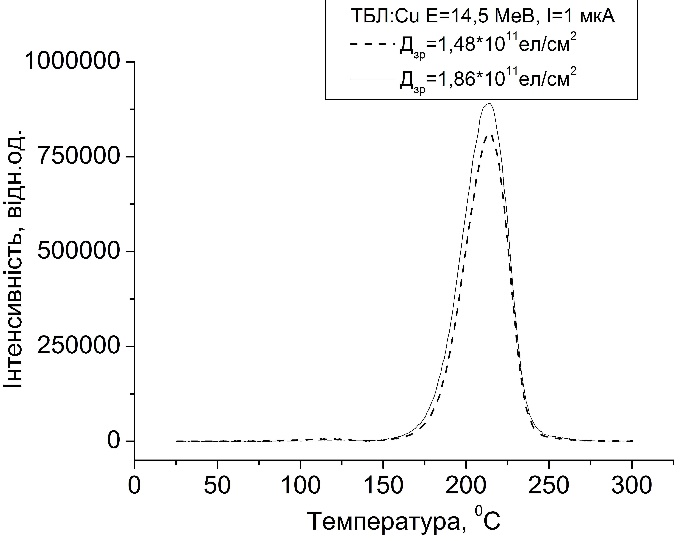 ТБЛ:Cu E=14,5 МеВ, I=1 мкА
Дзр=1,48*10¹¹ел/см²
Дзр=1,86*10¹¹ел/см²
1000000
750000
500000
250000
0
Інтенсивність, відн.од.
0 50 100 150 200 250 300
Температура, ⁰С